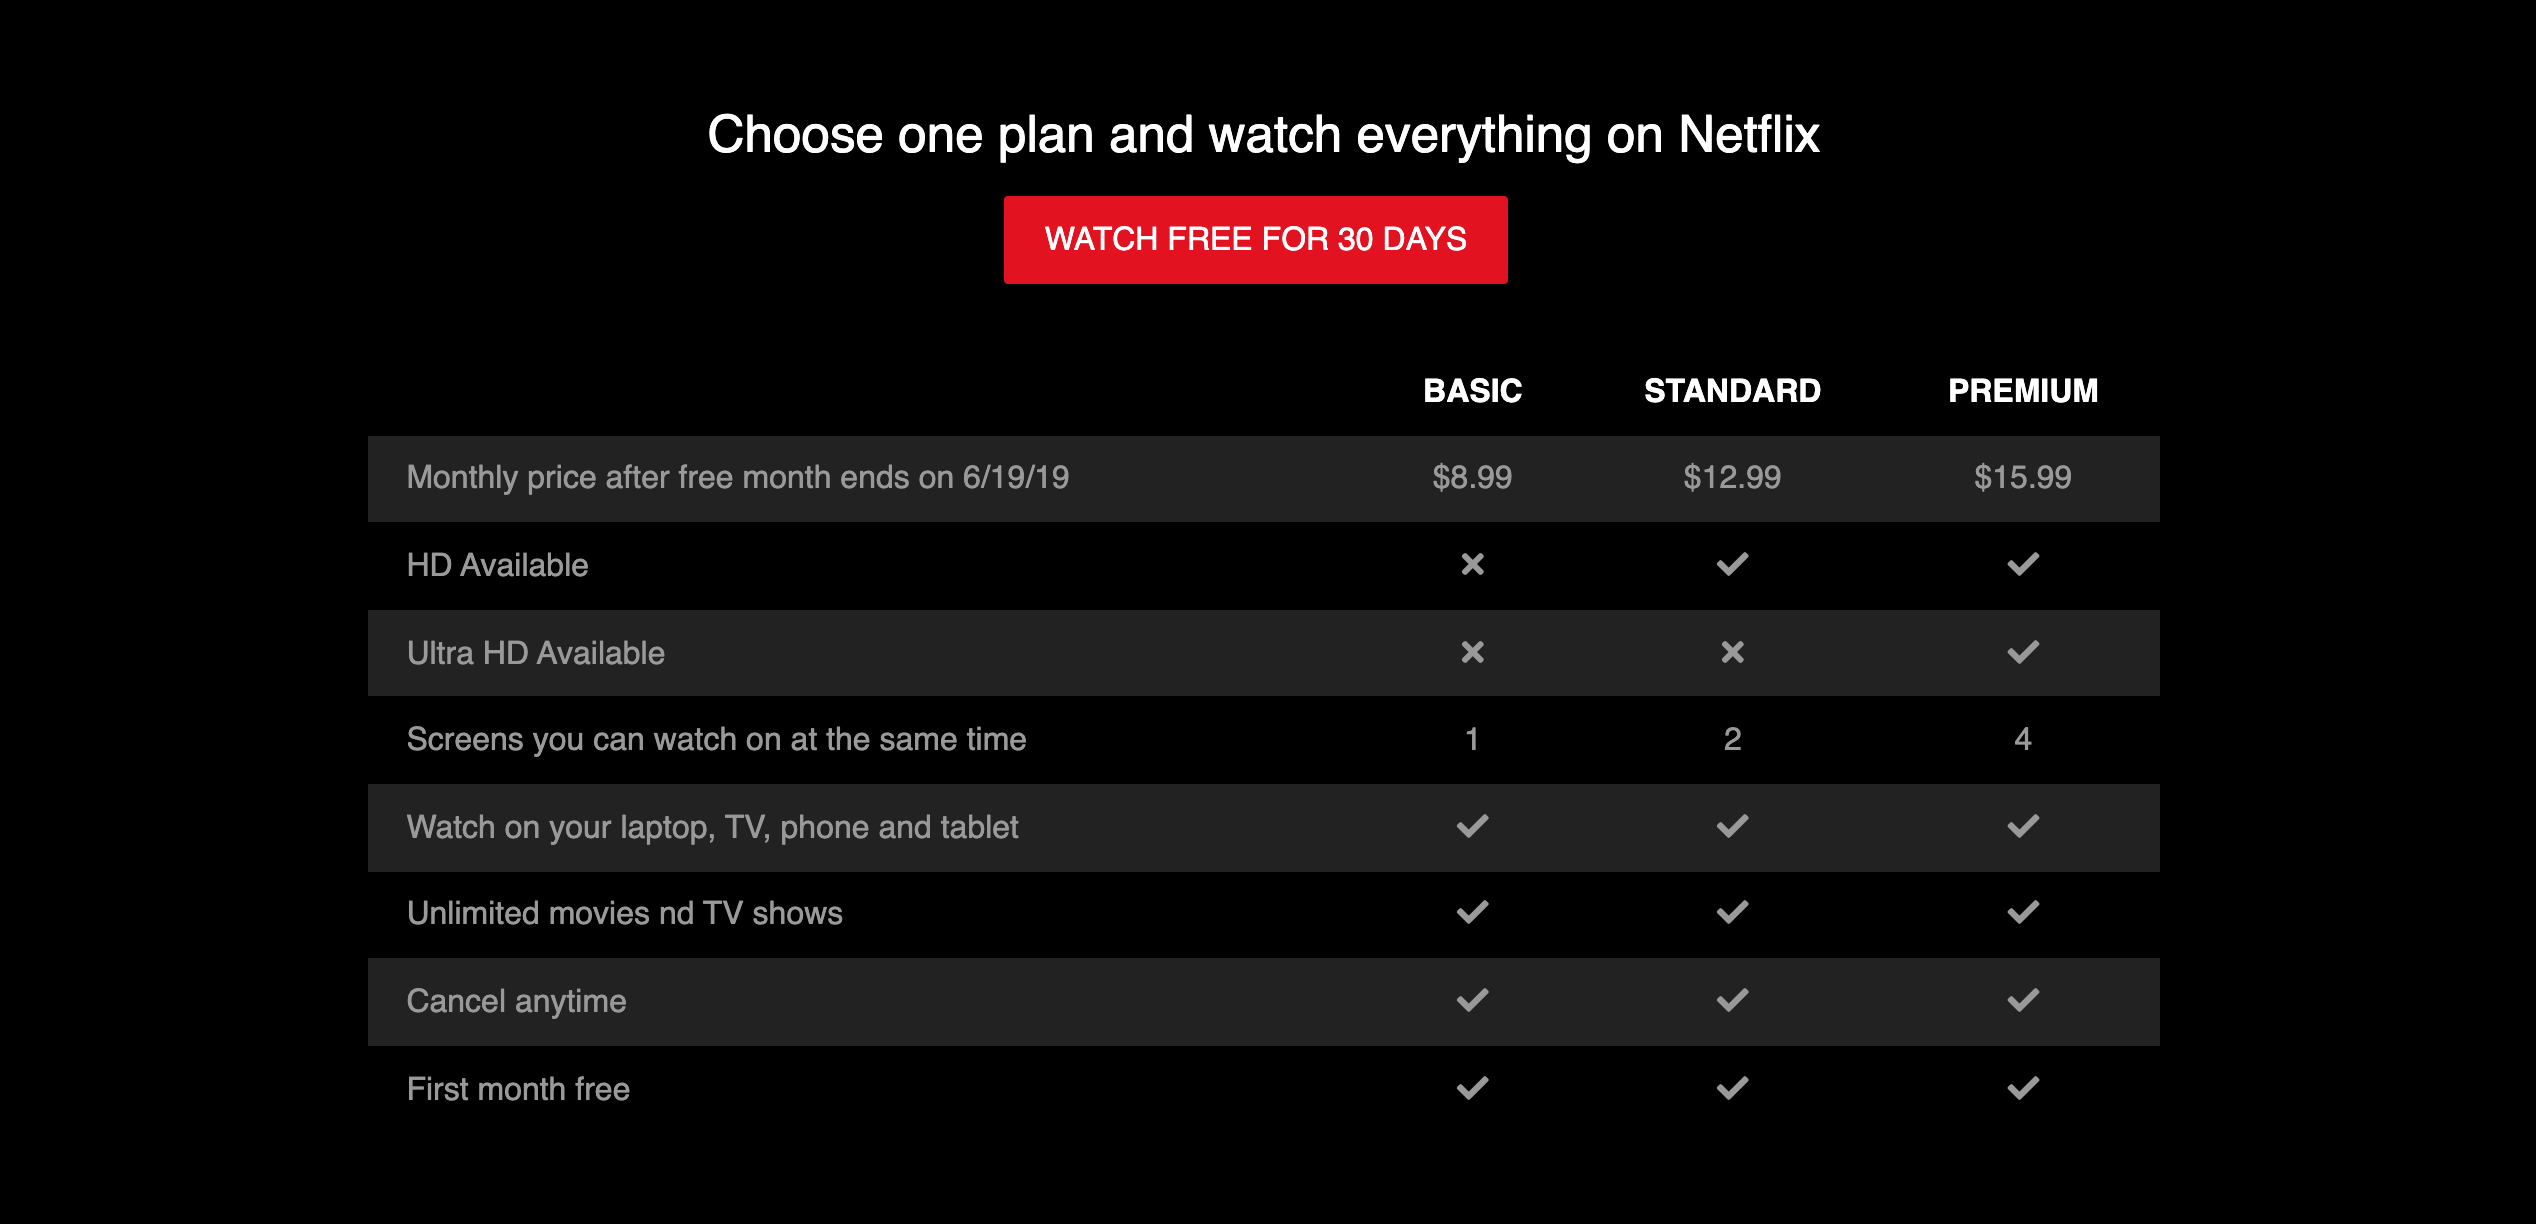 Choose one plan and watch everything on Netflix
WATCH FREE FOR 30 DAYS
BASIC STANDARD PREMIUM
Monthly price after free month ends on 6/19/19 $8.99 $12.99 $15.99
HD Available
Ultra HD Available
Screens you can watch on at the same time 1 2 4
Watch on your laptop, TV, phone and tablet
Unlimited movies nd TV shows
Cancel anytime
First month free